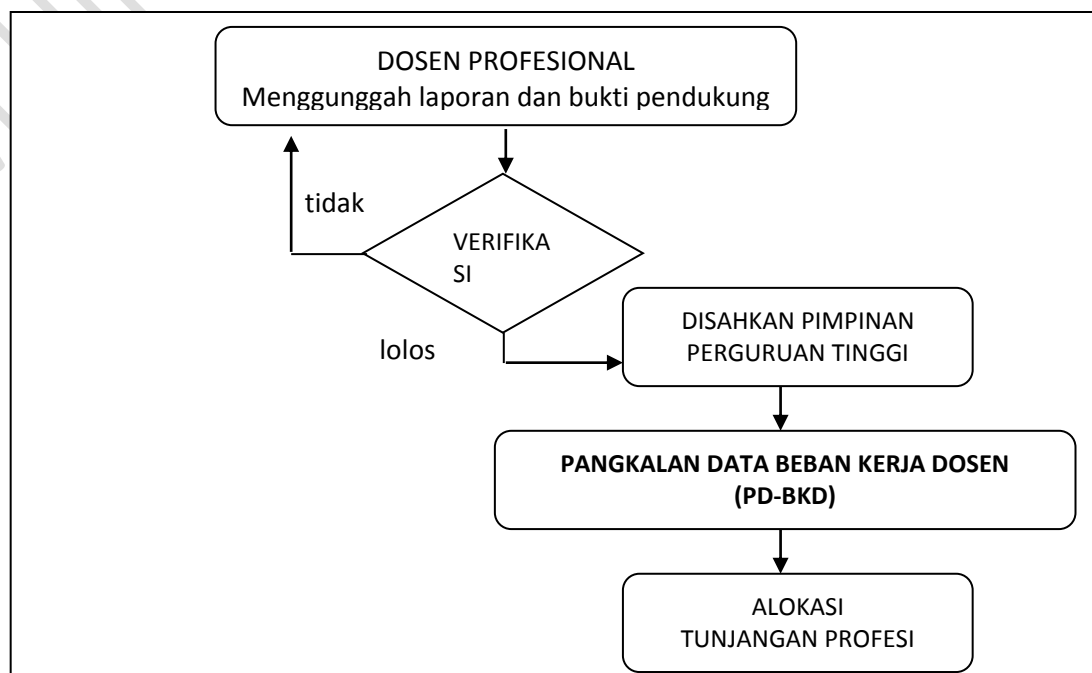 DOSEN PROFESIONAL
Menggunggah laporan dan bukti pendukung
tidak
VERIFIKA
SI
lolos
DISAHKAN PIMPINAN
PERGURUAN TINGGI
PANGKALAN DATA BEBAN KERJA DOSEN
(PD-BKD)
ALOKASI
TUNJANGAN PROFESI